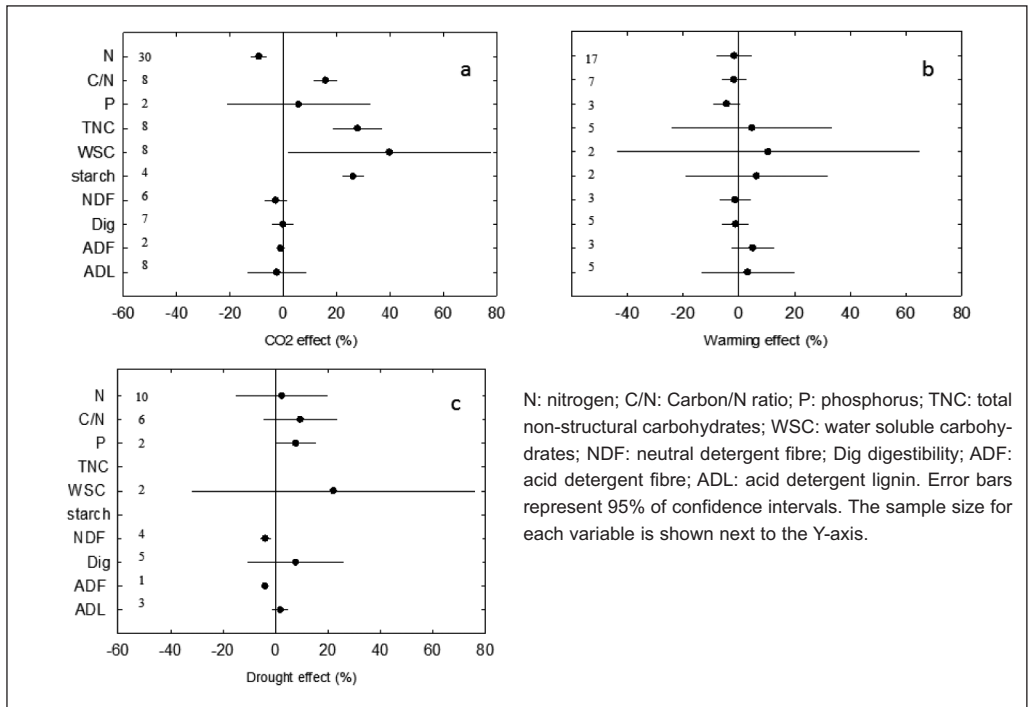 a
N 30
C/N 8
P 2
TNC 8
WSC 8
starch 4
NDF 6
Dig 7
ADF 2
ADL 8
-60 -40 -20 0 20 40 60 80
CO2 effect (%)
b
17
7
3
5
2
2
3
5
3
5
-40 -20 0 20 40 60 80
Warming effect (%)
c
N 10
C/N 6
P 2
TNC
WSC 2
starch
NDF 4
Dig 5
ADF 1
ADL 3
-60 -40 -20 0 20 40 60 80
Drought effect (%)
N: nitrogen; C/N: Carbon/N ratio; P: phosphorus; TNC: total
non-structural carbohydrates; WSC: water soluble carbohy-
drates; NDF: neutral detergent fibre; Dig digestibility; ADF:
acid detergent fibre; ADL: acid detergent lignin. Error bars
represent 95% of confidence intervals. The sample size for
each variable is shown next to the Y-axis.